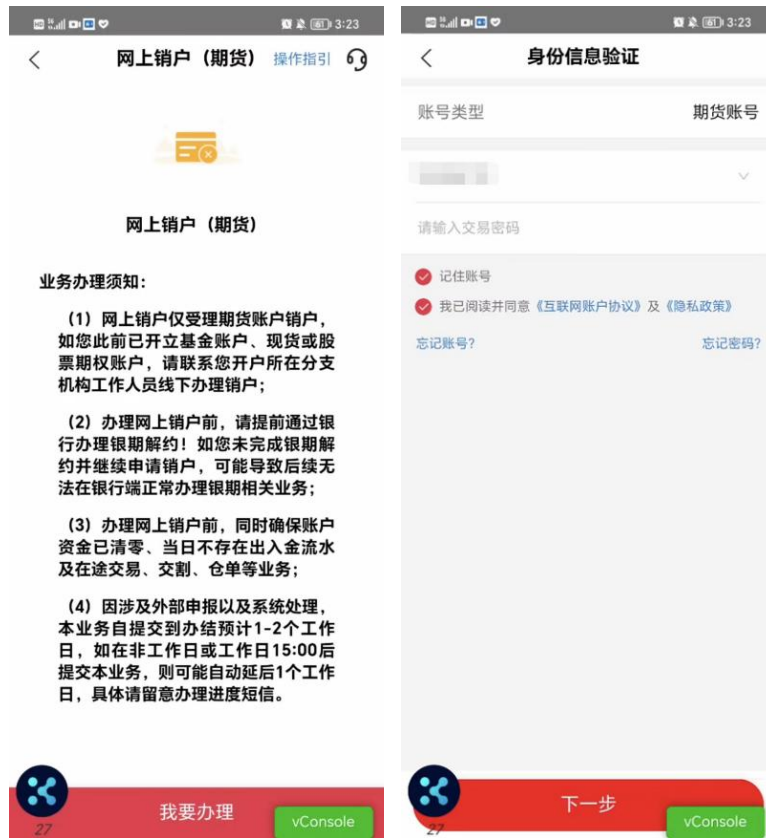 3:23
网上销户（期货）
操作指引
网上销户（期货）
业务办理须知：
（1）网上销户仅受理期货账户销户，
如您此前已开立基金账户、现货或股
票期权账户，请联系您开户所在分支
机构工作人员线下办理销户；
（2）办理网上销户前，请提前通过银
行办理银期解约！如您未完成银期解
约并继续申请销户，可能导致后续无
法在银行端正常办理银期相关业务；
（3）办理网上销户前，同时确保账户
资金已清零、当日不存在出入金流水
及在途交易、交割、仓单等业务；
（4）因涉及外部申报以及系统处理，
本业务自提交到办结预计1-2个工作
日，如在非工作日或工作日15:00后
提交本业务，则可能自动延后1个工作
日，具体请留意办理进度短信。
我要办理
27
vConsole
3:23
身份信息验证
账号类型
期货账号
请输入交易密码
记住账号
我已阅读并同意《互联网账户协议》及《隐私政策》
忘记账号?
忘记密码?
下一步
27
vConsole